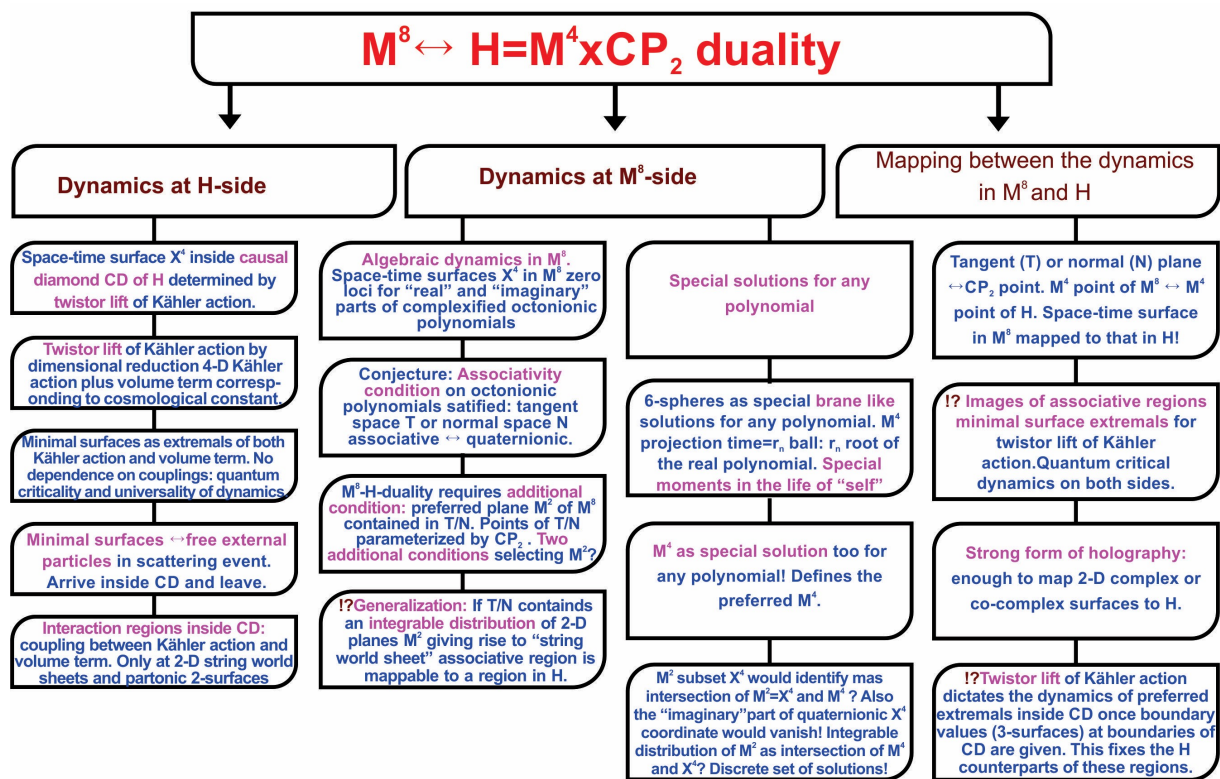 M⁸↔ H=M⁴xCP₂ duality
Dynamics at H-side
Space-time surface X⁴ inside causal
diamond CD of H determined by
twistor lift of Kähler action.
Twistor lift of Kähler action by
dimensional reduction 4-D Kähler
action plus volume term corresp-
onding to cosmological constant.
Minimal surfaces as extremals of both
Kähler action and volume term. No
dependence on couplings: quantum
criticality and universality of dynamics.
Minimal surfaces ↔free external
particles in scattering event.
Arrive inside CD and leave.
Interaction regions inside CD:
coupling between Kähler action and
volume term. Only at 2-D string world
sheets and partonic 2-surfaces
Dynamics at M⁸-side
Algebraic dynamics in M⁸.
Space-time surfaces X⁴ in M⁸ zero
loci for “real” and “imaginary”
parts of complexified octonionic
polynomials
Conjecture: Associativity
condition on octonionic
polynomials satified: tangent
space T or normal space N
associative ↔ quaternionic.
M⁸-H-duality requires additional
condition: preferred plane M² of M⁸
contained in T/N. Points of T/N
parameterized by CP₂ . Two
additional conditions selecting M²?
!?Generalization: If T/N containds
an integrable distribution of 2-D
planes M² giving rise to “string
world sheet” associative region is
mappable to a region in H.
Special solutions for any
polynomial
6-spheres as special brane like
solutions for any polynomial. M⁴
projection time=rₙ ball: rₙ root of
the real polynomial. Special
moments in the life of “self”
M⁴ as special solution too for
any polynomial! Defines the
preferred M⁴.
M² subset X⁴ would identify mas
intersection of M²=X⁴ and M⁴ ? Also
the “imaginary”part of quaternionic X⁴
coordinate would vanish! Integrable
distribution of M² as intersection of M⁴
and X⁴? Discrete set of solutions!
Mapping between the dynamics
in M⁸ and H
Tangent (T) or normal (N) plane
↔CP₂ point. M⁴ point of M⁸ ↔ M⁴
point of H. Space-time surface
in M⁸ mapped to that in H!
!? Images of associative regions
minimal surface extremals for
twistor lift of Kähler
action.Quantum critical
dynamics on both sides.
Strong form of holography:
enough to map 2-D complex or
co-complex surfaces to H.
!?Twistor lift of Kähler action
dictates the dynamics of preferred
extremals inside CD once boundary
values (3-surfaces) at boundaries of
CD are given. This fixes the H
counterparts of these regions.